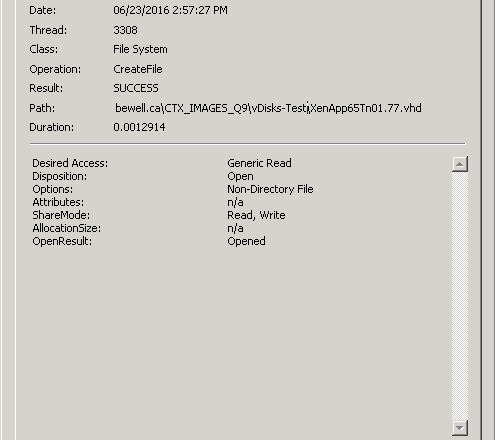 Date: 06/23/2016 2:57:27 PM
Thread: 3308
Class: File System
Operation: CreateFile
Result: SUCCESS
Path: bewell.ca\CTX_IMAGES_Q9\vDisks-Test\XenApp65Tn01.77.vhd
Duration: 0.0012914
Desired Access: Generic Read
Disposition: Open
Options: Non-Directory File
Attributes: n/a
ShareMode: Read, Write
AllocationSize: n/a
OpenResult: Opened